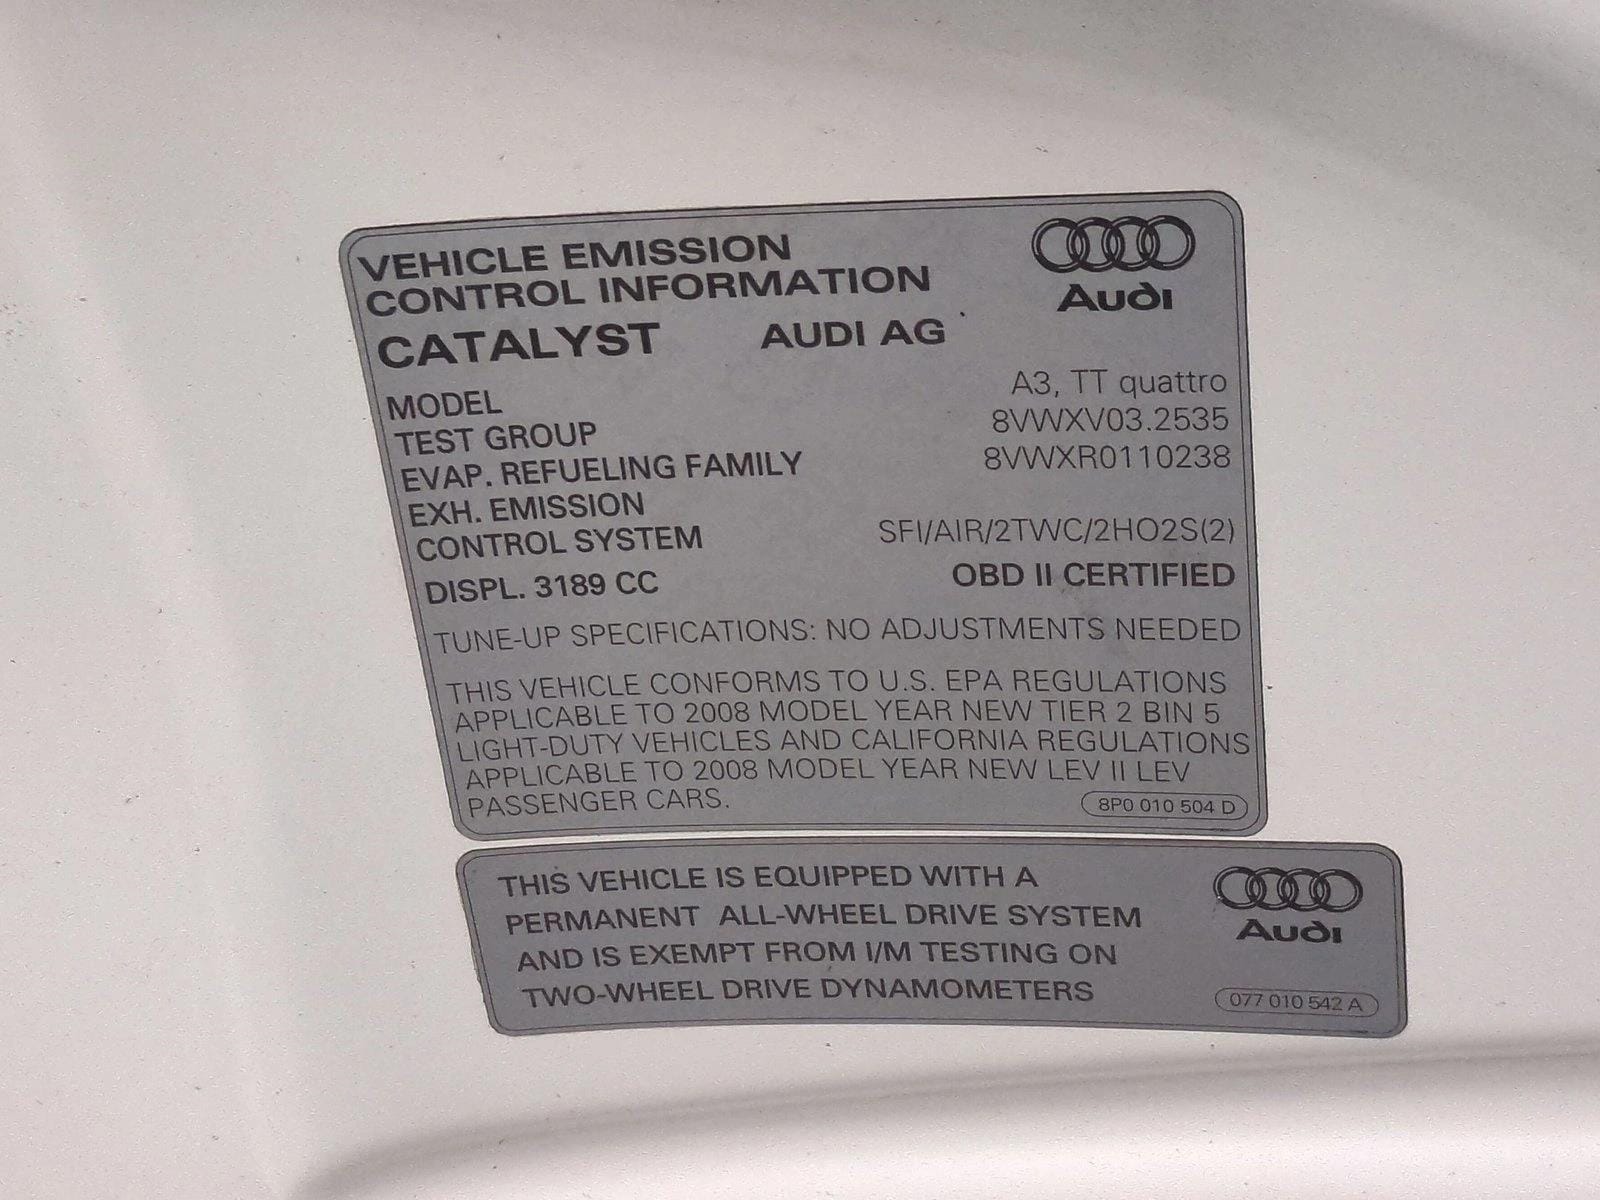 VEHICLE EMISSION
CONTROL INFORMATION
Audi
CATALYST AUDI AG
MODEL A3, TT quattro
TEST GROUP 8VWXV03.2535
EVAP. REFUELING FAMILY 8VWXR0110238
EXH. EMISSION
CONTROL SYSTEM SFI/AIR/2TWC/2HO2S(2)
DISPL. 3189 CC OBD II CERTIFIED
TUNE-UP SPECIFICATIONS: NO ADJUSTMENTS NEEDED
THIS VEHICLE CONFORMS TO U.S. EPA REGULATIONS
APPLICABLE TO 2008 MODEL YEAR NEW TIER 2 BIN 5
LIGHT-DUTY VEHICLES AND CALIFORNIA REGULATIONS
APPLICABLE TO 2008 MODEL YEAR NEW LEV II LEV
PASSENGER CARS.
8P0 010 504 D
THIS VEHICLE IS EQUIPPED WITH A
PERMANENT ALL-WHEEL DRIVE SYSTEM
AND IS EXEMPT FROM I/M TESTING ON
TWO-WHEEL DRIVE DYNAMOMETERS
Audi
077 010 542 A